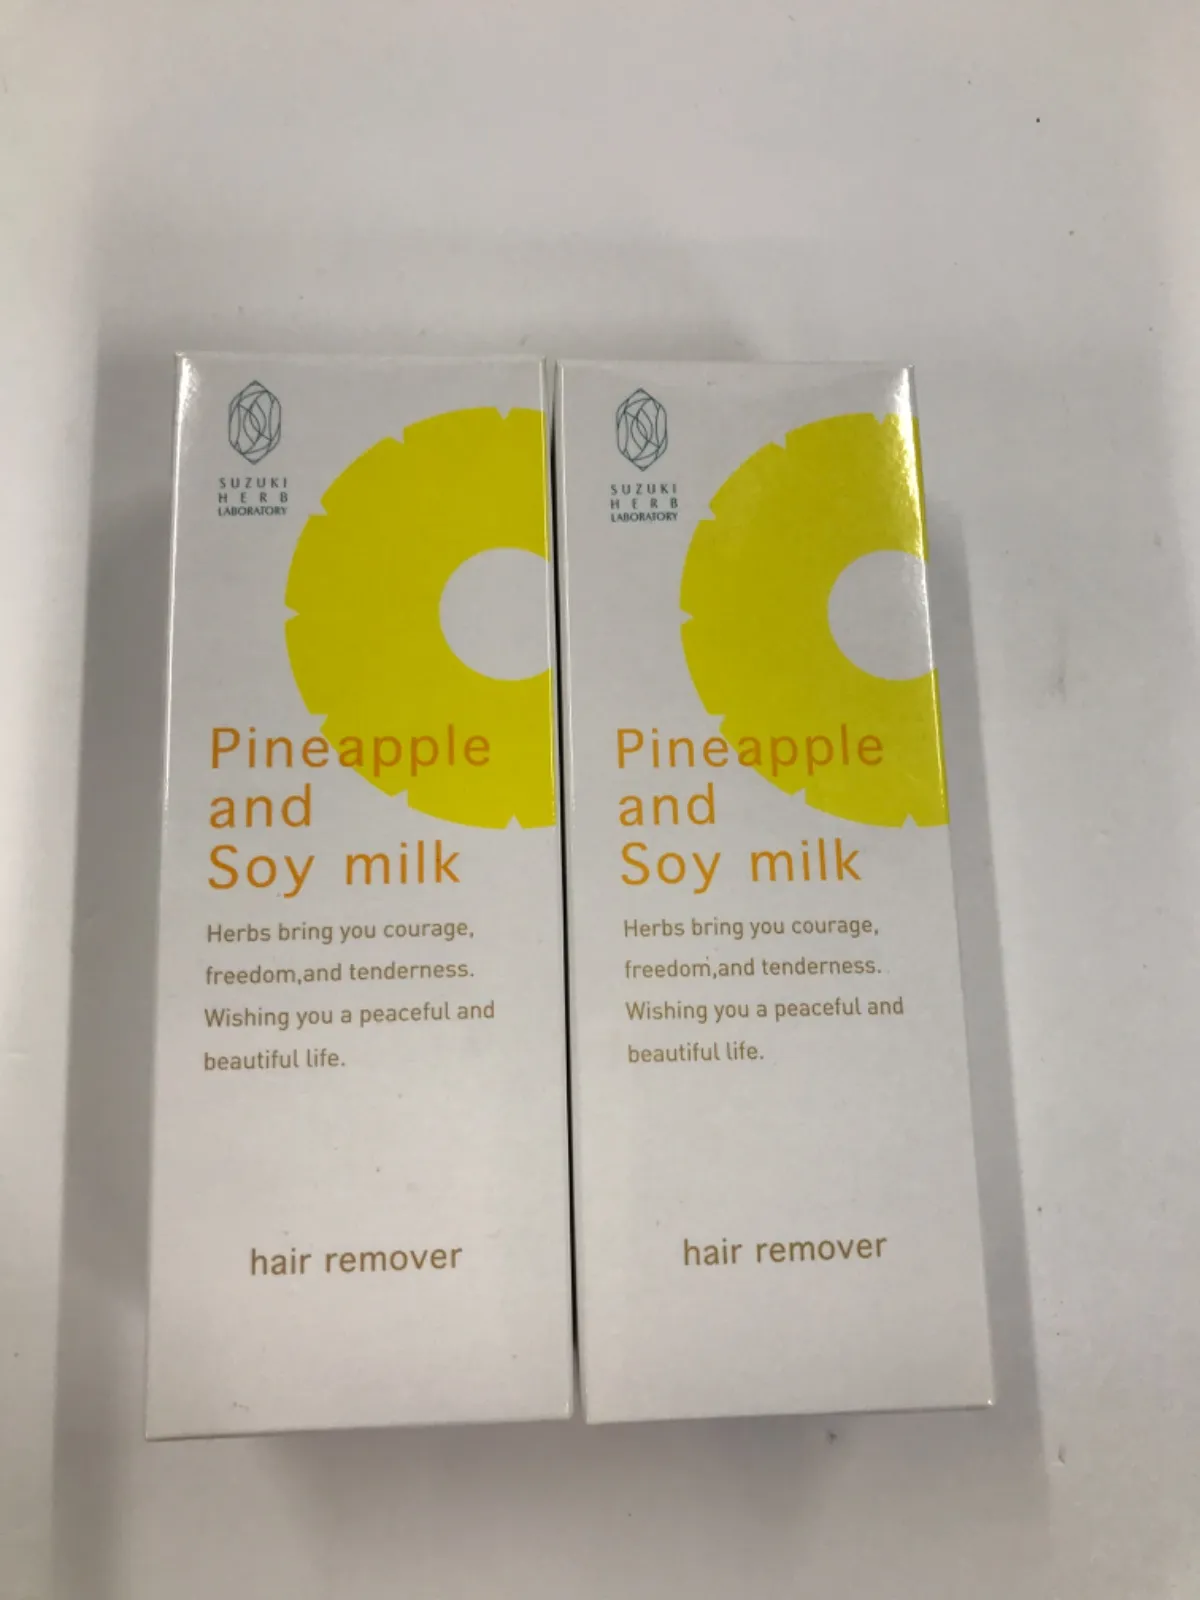 SUZUKI
HERB
LABORATORY
Pineapple
and
Soy milk
Herbs bring you courage,
freedom,and tenderness.
Wishing you a peaceful and
beautiful life.
hair remover
SUZUKI
HERB
LABORATORY
Pineapple
and
Soy milk
Herbs bring you courage,
freedom,and tenderness.
Wishing you a peaceful and
beautiful life.
hair remover